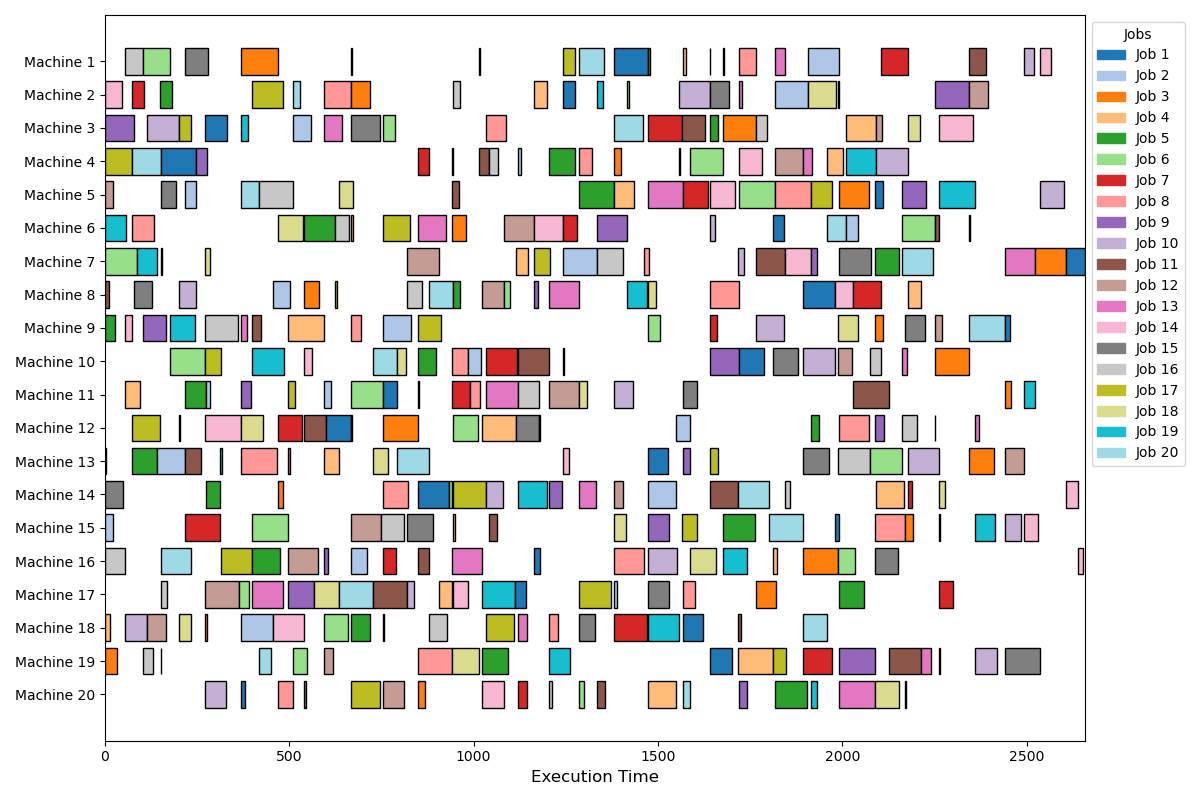 Machine 1
Machine 2
Machine 3
Machine 4
Machine 5
Machine 6
Machine 7
Machine 8
Machine 9
Machine 10
Machine 11
Machine 12
Machine 13
Machine 14
Machine 15
Machine 16
Machine 17
Machine 18
Machine 19
Machine 20
0 500 1000 1500 2000 2500
Execution Time
Jobs
Job 1
Job 2
Job 3
Job 4
Job 5
Job 6
Job 7
Job 8
Job 9
Job 10
Job 11
Job 12
Job 13
Job 14
Job 15
Job 16
Job 17
Job 18
Job 19
Job 20